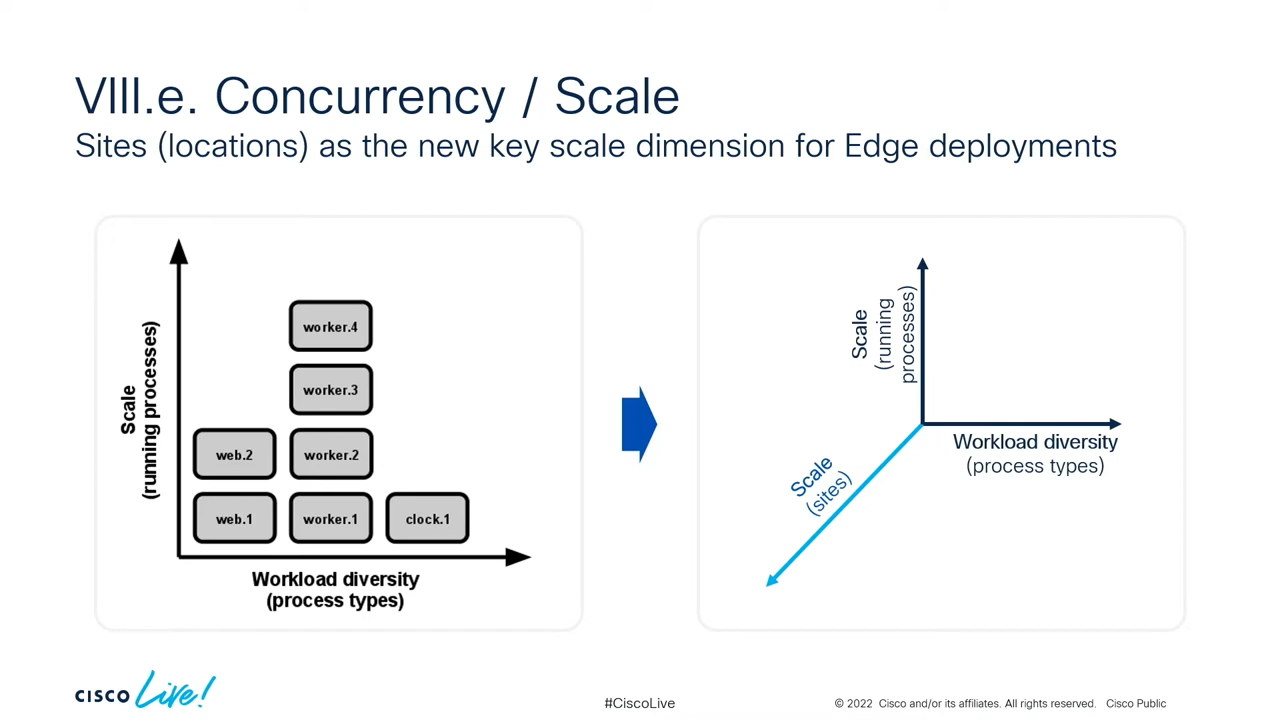 VIII.e. Concurrency / Scale
Sites (locations) as the new key scale dimension for Edge deployments
Scale
(running processes)
worker.4
worker.3
web.2
worker.2
web.1
worker.1
clock.1
Workload diversity
(process types)
Scale
(running
processes)
Workload diversity
(process types)
Scale
(sites)
CISCO Live!
#CiscoLive
© 2022 Cisco and/or its affiliates. All rights reserved. Cisco Public